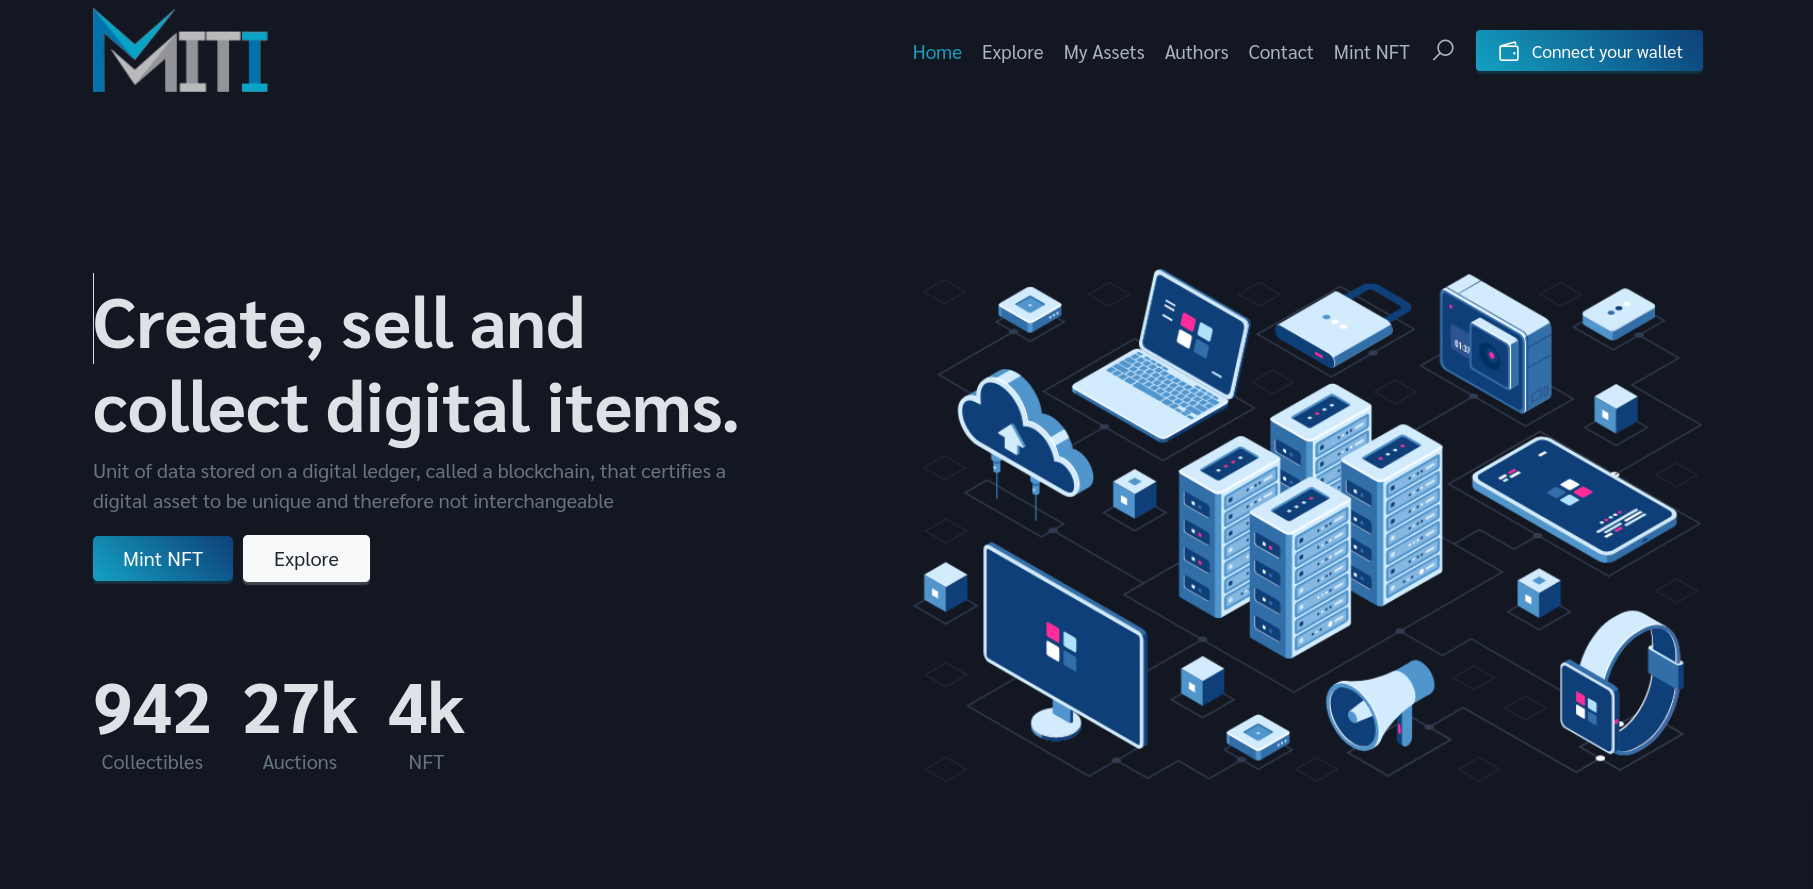 MITI
Home Explore My Assets Authors Contact Mint NFT Connect your wallet
Create, sell and
collect digital items.
Unit of data stored on a digital ledger, called a blockchain, that certifies a
digital asset to be unique and therefore not interchangeable
Mint NFT Explore
942 27k 4k
Collectibles Auctions NFT
01:37